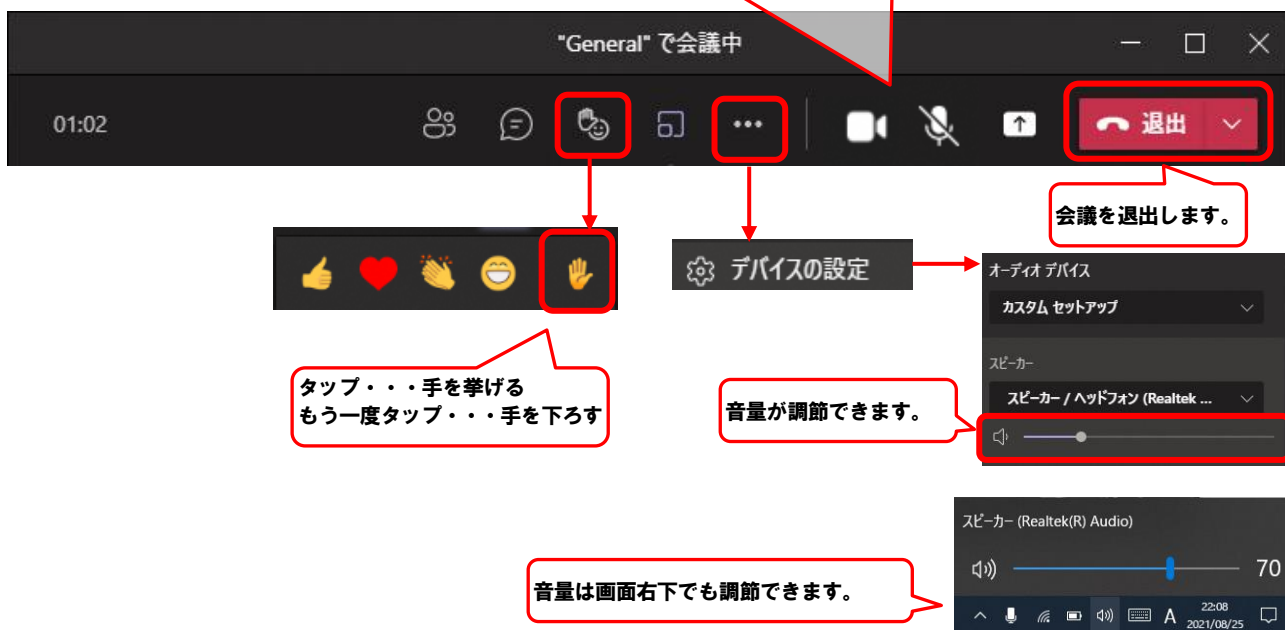 "General" で会議中
01:02
退出
会議を退出します。
デバイスの設定
オーディオ デバイス
カスタム セットアップ
スピーカー
スピーカー / ヘッドフォン (Realtek ...
タップ・・・手を挙げる
もう一度タップ・・・手を下ろす
音量が調節できます。
スピーカー (Realtek(R) Audio)
70
音量は画面右下でも調節できます。
A
22:08
2021/08/25